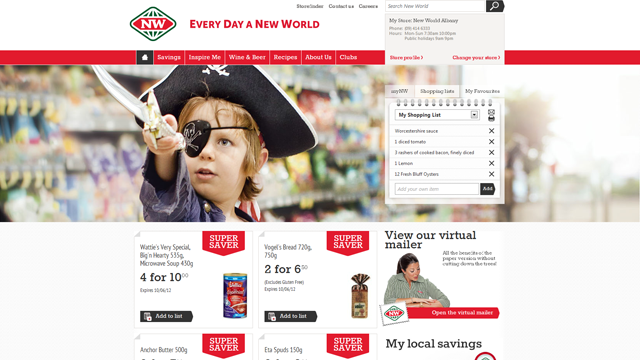 Storefinder Contact us Careers
Search New World
NW
EVERY DAY A NEW WORLD
My Store: New World Albany
Phone: (09) 414 6203
Hours: Mon-Sun 7:30am-10:00pm
Public holidays 9am-9pm
Store profile
Change your store
Savings Inspire Me Wine & Beer Recipes About Us Clubs
myNW Shopping lists My Favourites
My Shopping List
Worcestershire sauce
1 diced tomato
3 rashers of cooked bacon, finely diced
1 Lemon
12 Fresh Bluff Oysters
Add your own item
Add
SUPER SAVER
Wattie's Very Special,
Big'n Hearty 535g,
Microwave Soup 430g
4 for 10 00
Expires 10/06/12
Add to list
SUPER SAVER
Vogel's Bread 720g,
750g
2 for 6 50
(Excludes Gluten Free)
Expires 10/06/12
Add to list
View our virtual
mailer
All the benefits of the
paper version without
cutting down the trees!
NW
Open the virtual mailer
SUPER SAVER
Anchor Butter 500g
SUPER SAVER
Eta Spuds 150g
My local savings